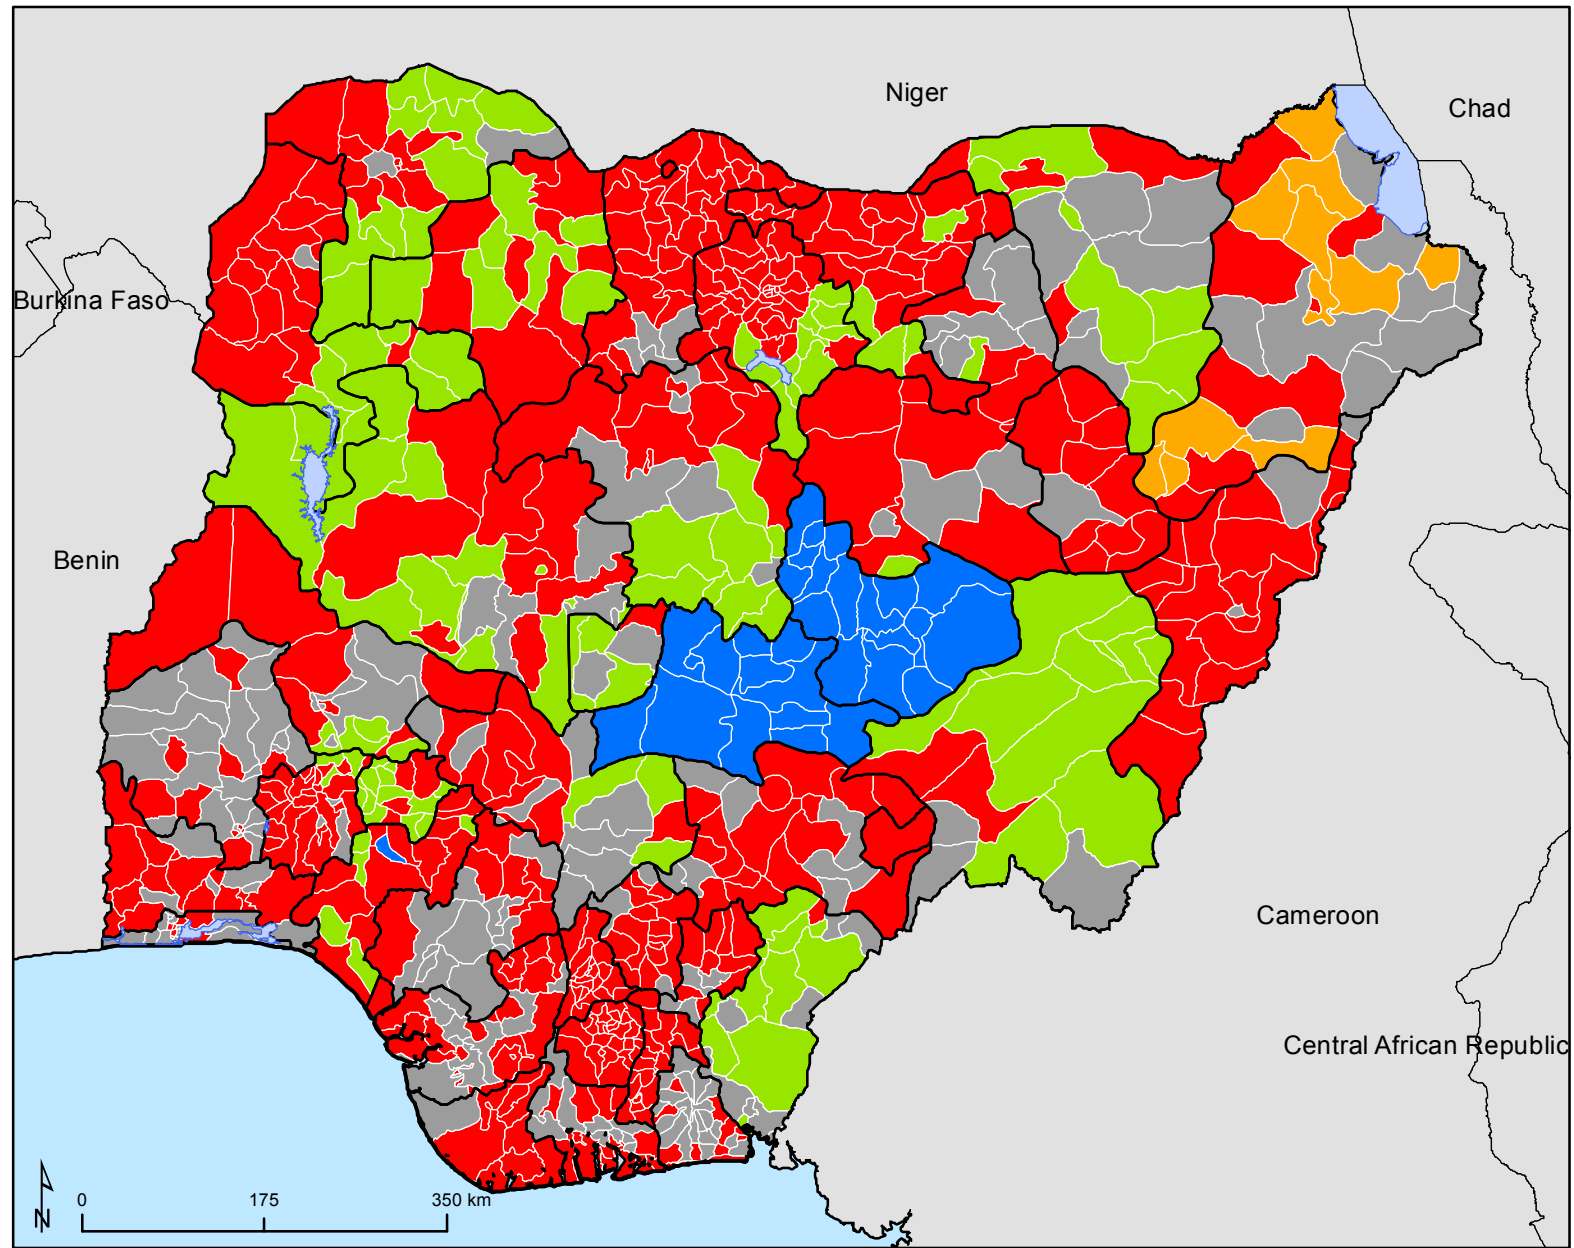 Niger
Chad
Burkina Faso
Benin
Cameroon
Central African Republic
N
0 175 350 km